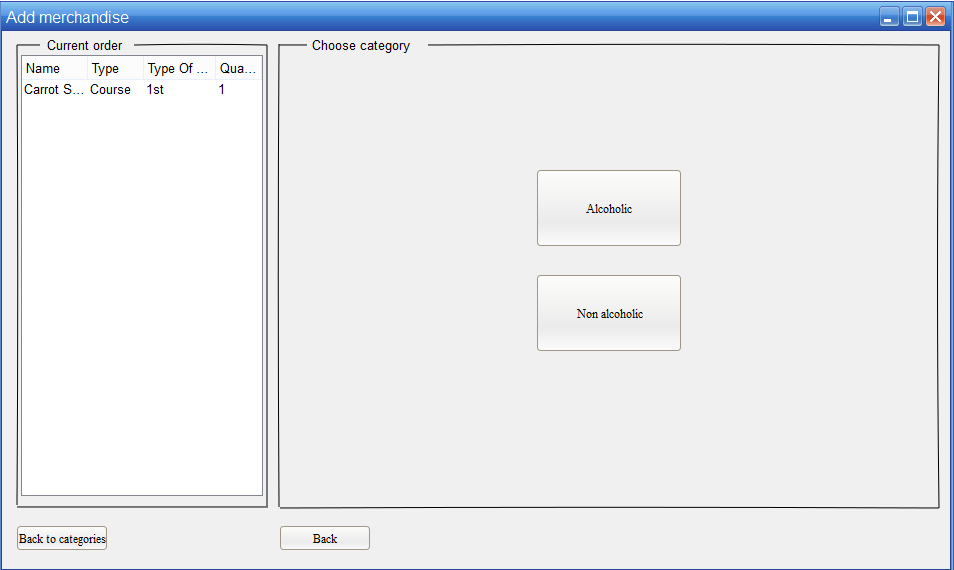 Add merchandise
Current order
Name Type Type Of ... Qua...
Carrot S... Course 1st 1
Choose category
Alcoholic
Non alcoholic
Back to categories
Back